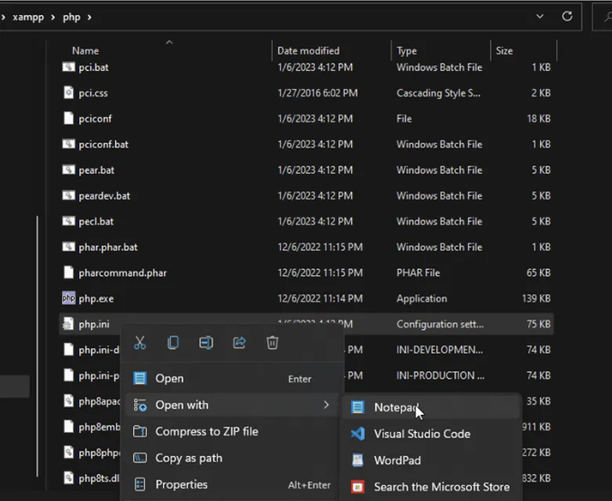 xampp > php >
Name Date modified Type Size
pci.bat 1/6/2023 4:12 PM Windows Batch File 1 KB
pci.css 1/27/2016 6:02 PM Cascading Style S... 2 KB
pciconf 1/6/2023 4:12 PM File 18 KB
pciconf.bat 1/6/2023 4:12 PM Windows Batch File 1 KB
pear.bat 1/6/2023 4:12 PM Windows Batch File 5 KB
peardev.bat 1/6/2023 4:12 PM Windows Batch File 5 KB
pecl.bat 1/6/2023 4:12 PM Windows Batch File 5 KB
phar.phar.bat 12/6/2022 11:15 PM Windows Batch File 1 KB
pharcommand.phar 12/6/2022 11:15 PM PHAR File 65 KB
php php.exe 12/6/2022 11:14 PM Application 139 KB
php.ini 1/6/2023 4:12 PM Configuration sett... 75 KB
php.ini-d PM INI-DEVELOPMEN... 74 KB
php.ini-p PM INI-PRODUCTION ... 74 KB
php8apac 35 KB
php8emb 911 KB
php8phpc 272 KB
php8ts.dl 832 KB
Open Enter
Open with
Compress to ZIP file
Copy as path
Properties Alt+Enter
Notepad
Visual Studio Code
WordPad
Search the Microsoft Store